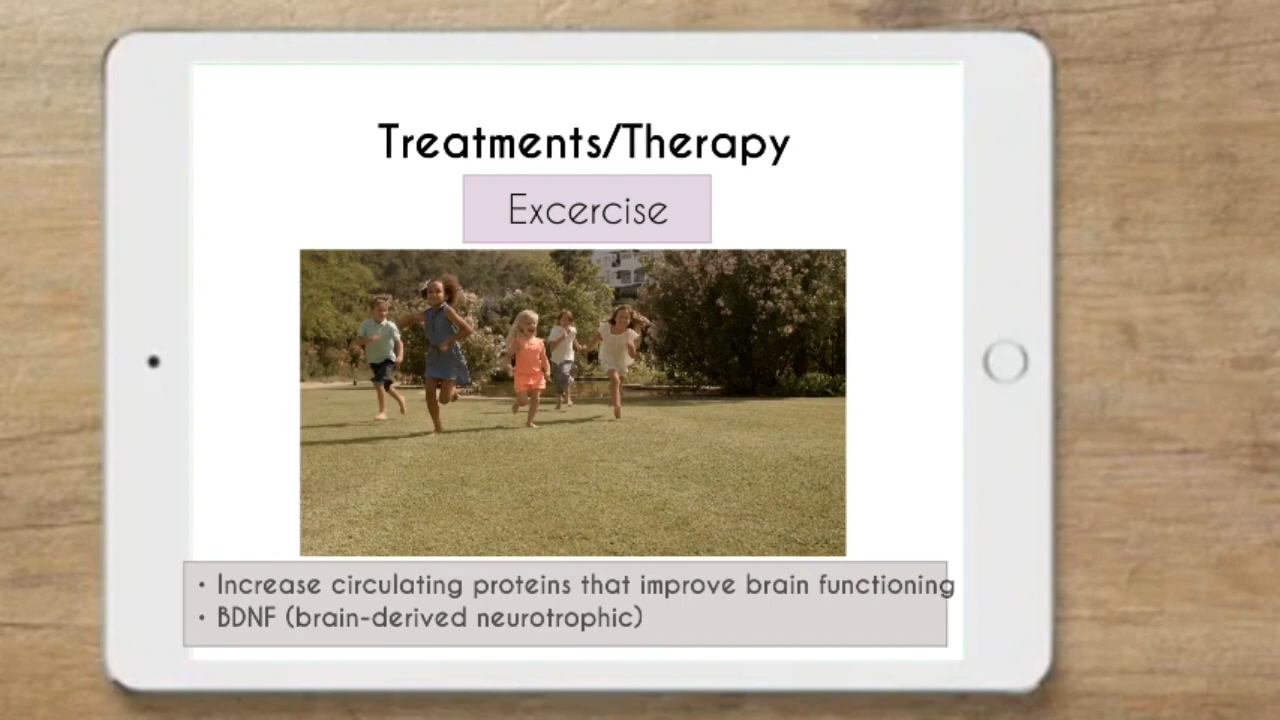 Treatments/Therapy
Excercise
• Increase circulating proteins that improve brain functioning
• BDNF (brain-derived neurotrophic)